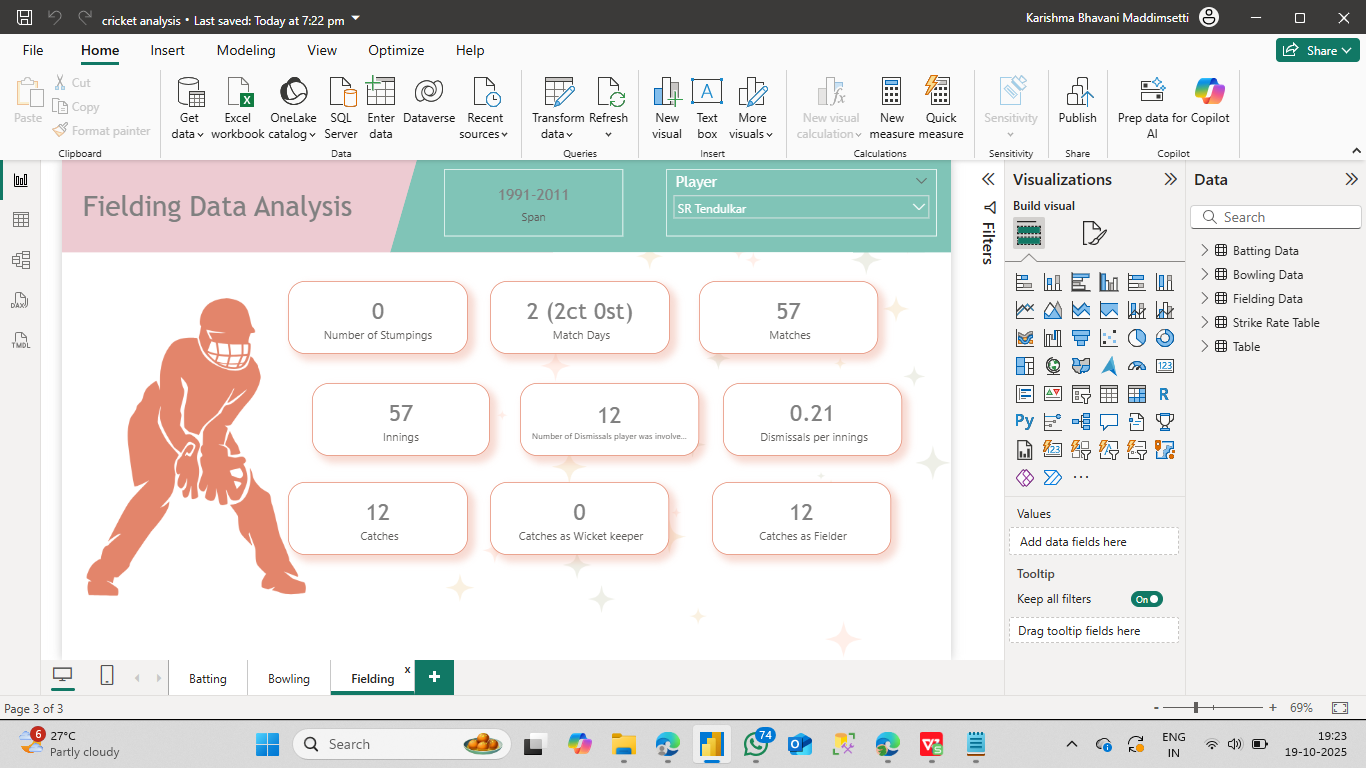 cricket analysis • Last saved: Today at 7:22 pm
Karishma Bhavani Maddimsetti
File
Home
Insert
Modeling
View
Optimize
Help
Share
Paste
Cut
Copy
Format painter
Clipboard
Get data
Excel workbook
OneLake catalog
SQL Server
Enter data
Dataverse
Recent sources
Data
Transform data
Refresh
Queries
New visual
Text box
More visuals
Insert
New visual calculation
New measure
Quick measure
Calculations
Sensitivity
Sensitivity
Publish
Share
Prep data for AI
Copilot
Copilot
Fielding Data Analysis
1991-2011
Span
Player
SR Tendulkar
0
Number of Stumpings
2 (2ct 0st)
Match Days
57
Matches
57
Innings
12
Number of Dismissals player was involve...
0.21
Dismissals per innings
12
Catches
0
Catches as Wicket keeper
12
Catches as Fielder
Filters
Visualizations
Build visual
123
R
Py
123
...
Values
Add data fields here
Tooltip
Keep all filters
On
Drag tooltip fields here
Data
Search
Batting Data
Bowling Data
Fielding Data
Strike Rate Table
Table
DAX
TMDL
Batting
Bowling
Fielding
x
+
Page 3 of 3
- + 69%
6
27°C
Partly cloudy
Search
74
ENG
IN
19:23
19-10-2025